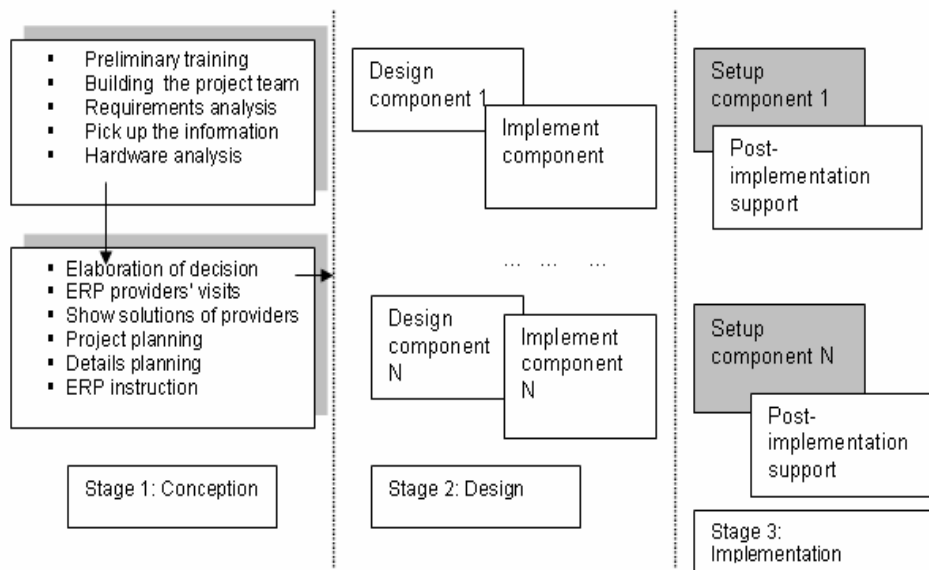 ▪ Preliminary training
▪ Building the project team
▪ Requirements analysis
▪ Pick up the information
▪ Hardware analysis
▪ Elaboration of decision
▪ ERP providers' visits
▪ Show solutions of providers
▪ Project planning
▪ Details planning
▪ ERP instruction
Stage 1: Conception
Design
component 1
Implement
component
... ... ...
Design
component
N
Implement
component N
N
Stage 2: Design
Setup
component 1
Post-
implementation
support
Setup
component N
Post-
implementation
support
Stage 3:
Implementation